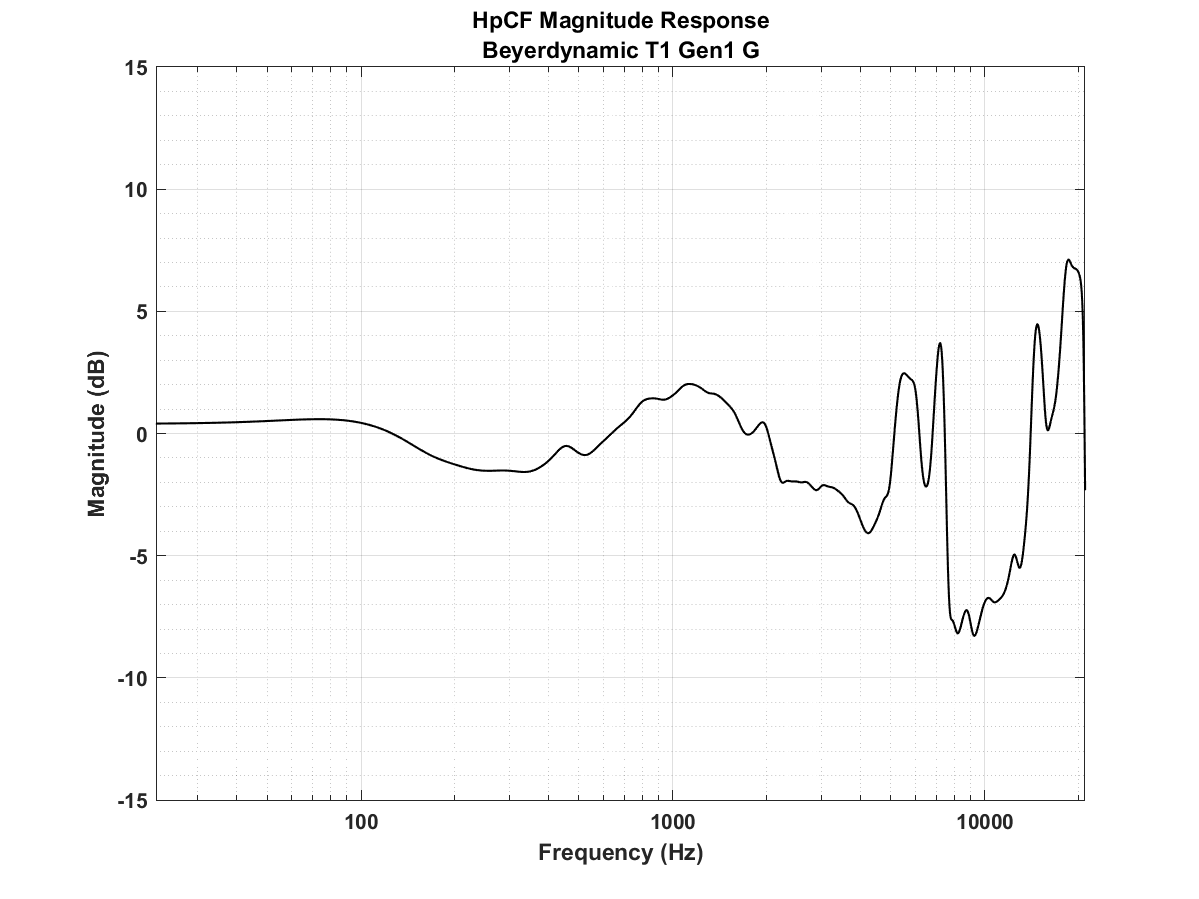 HpCF Magnitude Response
Beyerdynamic T1 Gen1 G
15
10
5
0
-5
-10
-15
Magnitude (dB)
100
1000
10000
Frequency (Hz)